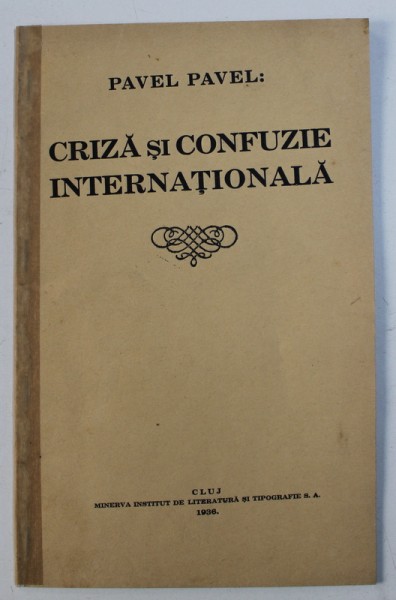 PAVEL PAVEL:
CRIZĂ ȘI CONFUZIE
INTERNAȚIONALĂ
CLUJ
MINERVA INSTITUT DE LITERATURĂ ȘI TIPOGRAFIE S. A.
1936.